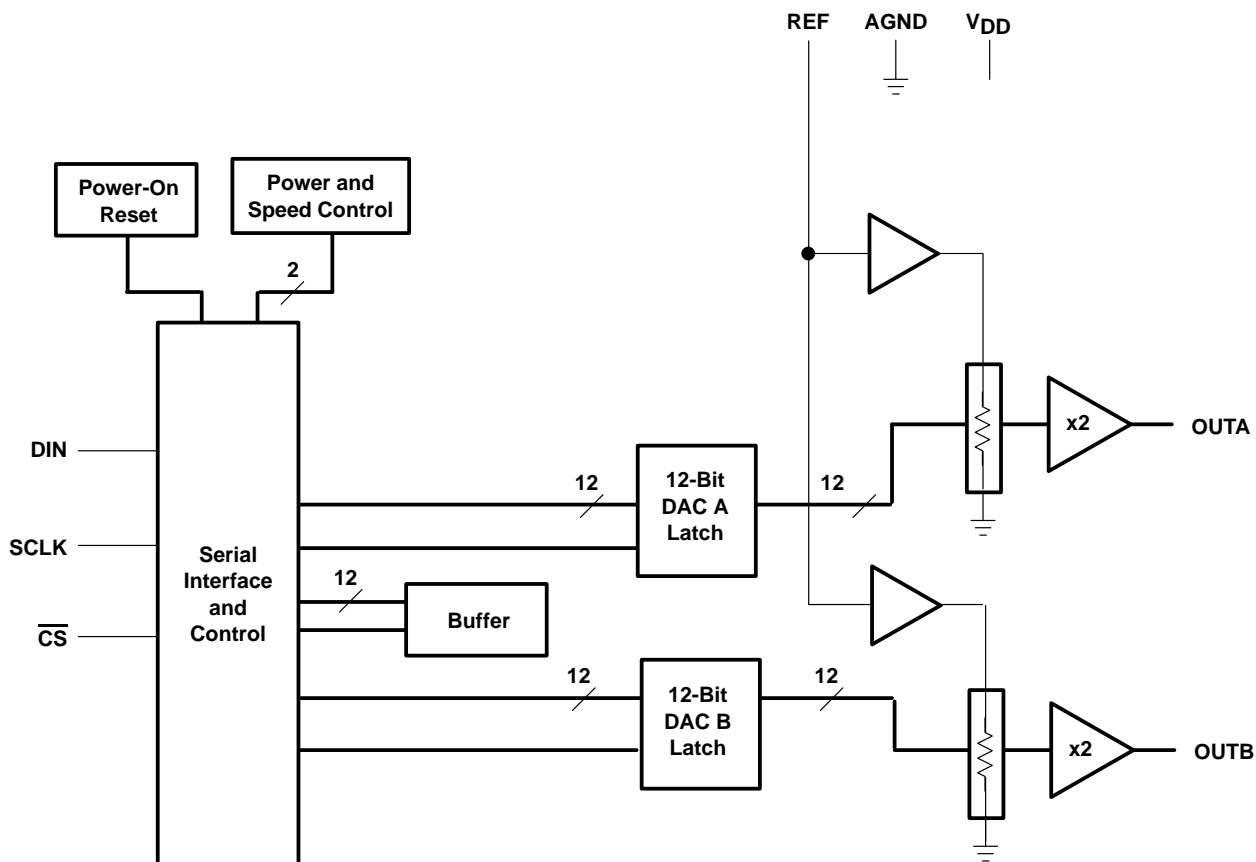 REF AGND VDD
Power-On
Reset
Power and
Speed Control
2
x2
OUTA
DIN
12
12-Bit
DAC A
Latch
12
SCLK
Serial
Interface
and
Control
12
Buffer
CS
12
12-Bit
DAC B
Latch
12
x2
OUTB